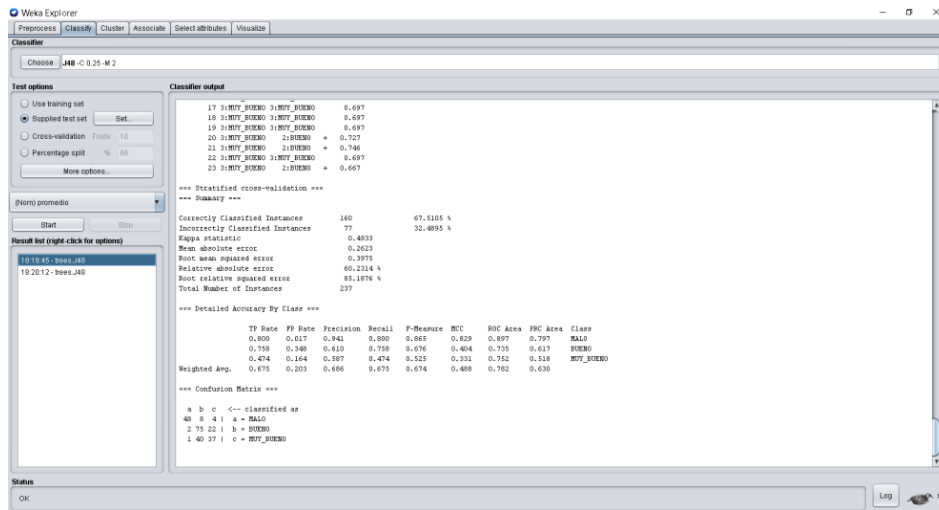 Weka Explorer
Preprocess Classify Cluster Associate Select attributes Visualize
Classifier
Choose J48 -C 0.25 -M 2
Test options
Use training set
Supplied test set Set...
Cross-validation Folds 10
Percentage split % 60
More options...
(Nom) promedio
Start Stop
Result list (right-click for options)
18:19:45 - trees.J48
18:20:12 - trees.J48
Classifier output
17 3:MUY_BUENO 3:MUY_BUENO 0.697
18 3:MUY_BUENO 3:MUY_BUENO 0.697
19 3:MUY_BUENO 3:MUY_BUENO 0.697
20 3:MUY_BUENO 2:BUENO + 0.727
21 3:MUY_BUENO 2:BUENO + 0.746
22 3:MUY_BUENO 3:MUY_BUENO 0.697
23 3:MUY_BUENO 2:BUENO + 0.667
=== Stratified cross-validation ===
=== Summary ===
Correctly Classified Instances 160 67.5105 %
Incorrectly Classified Instances 77 32.4895 %
Kappa statistic 0.4933
Mean absolute error 0.2623
Root mean squared error 0.3975
Relative absolute error 60.2314 %
Root relative squared error 85.1876 %
Total Number of Instances 237
=== Detailed Accuracy By Class ===
TP Rate FP Rate Precision Recall F-Measure MCC ROC Area PRC Area Class
0.800 0.017 0.941 0.800 0.865 0.829 0.897 0.797 MALO
0.758 0.348 0.610 0.758 0.676 0.404 0.735 0.617 BUENO
0.474 0.164 0.587 0.474 0.525 0.331 0.752 0.518 MUY_BUENO
Weighted Avg. 0.675 0.203 0.686 0.675 0.674 0.488 0.782 0.638
=== Confusion Matrix ===
a b c <-- classified as
48 8 4 | a = MALO
2 75 22 | b = BUENO
1 40 37 | c = MUY_BUENO
Status
OK
Log